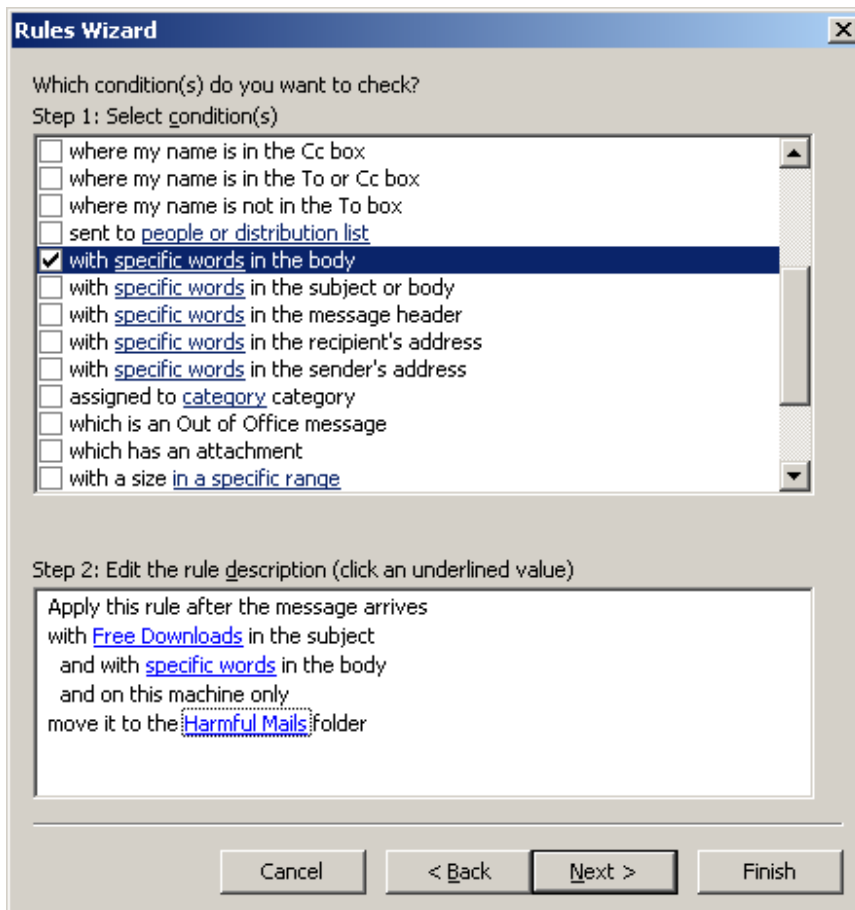 Rules Wizard
Which condition(s) do you want to check?
Step 1: Select condition(s)
where my name is in the Cc box
where my name is in the To or Cc box
where my name is not in the To box
sent to people or distribution list
with specific words in the body
with specific words in the subject or body
with specific words in the message header
with specific words in the recipient's address
with specific words in the sender's address
assigned to category category
which is an Out of Office message
which has an attachment
with a size in a specific range
Step 2: Edit the rule description (click an underlined value)
Apply this rule after the message arrives
with Free Downloads in the subject
and with specific words in the body
and on this machine only
move it to the Harmful Mails folder
Cancel < Back Next > Finish